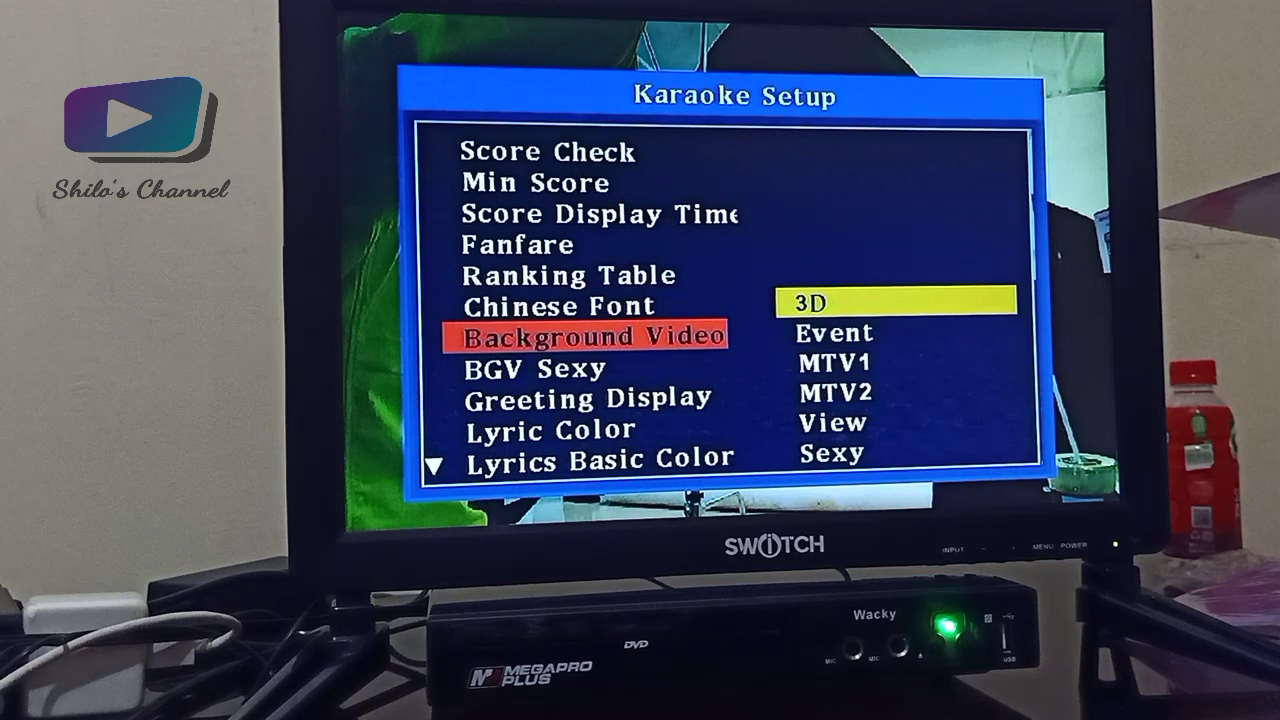 Shilo's Channel
Karaoke Setup
Score Check
Min Score
Score Display Time
Fanfare
Ranking Table
Chinese Font
3D
Background Video
Event
BGV Sexy
MTV1
Greeting Display
MTV2
Lyric Color
View
Lyrics Basic Color
Sexy
SWITCH
INPUT - + MENU POWER
Wacky
DVD
MEGAPRO
PLUS
MIC MIC
USB